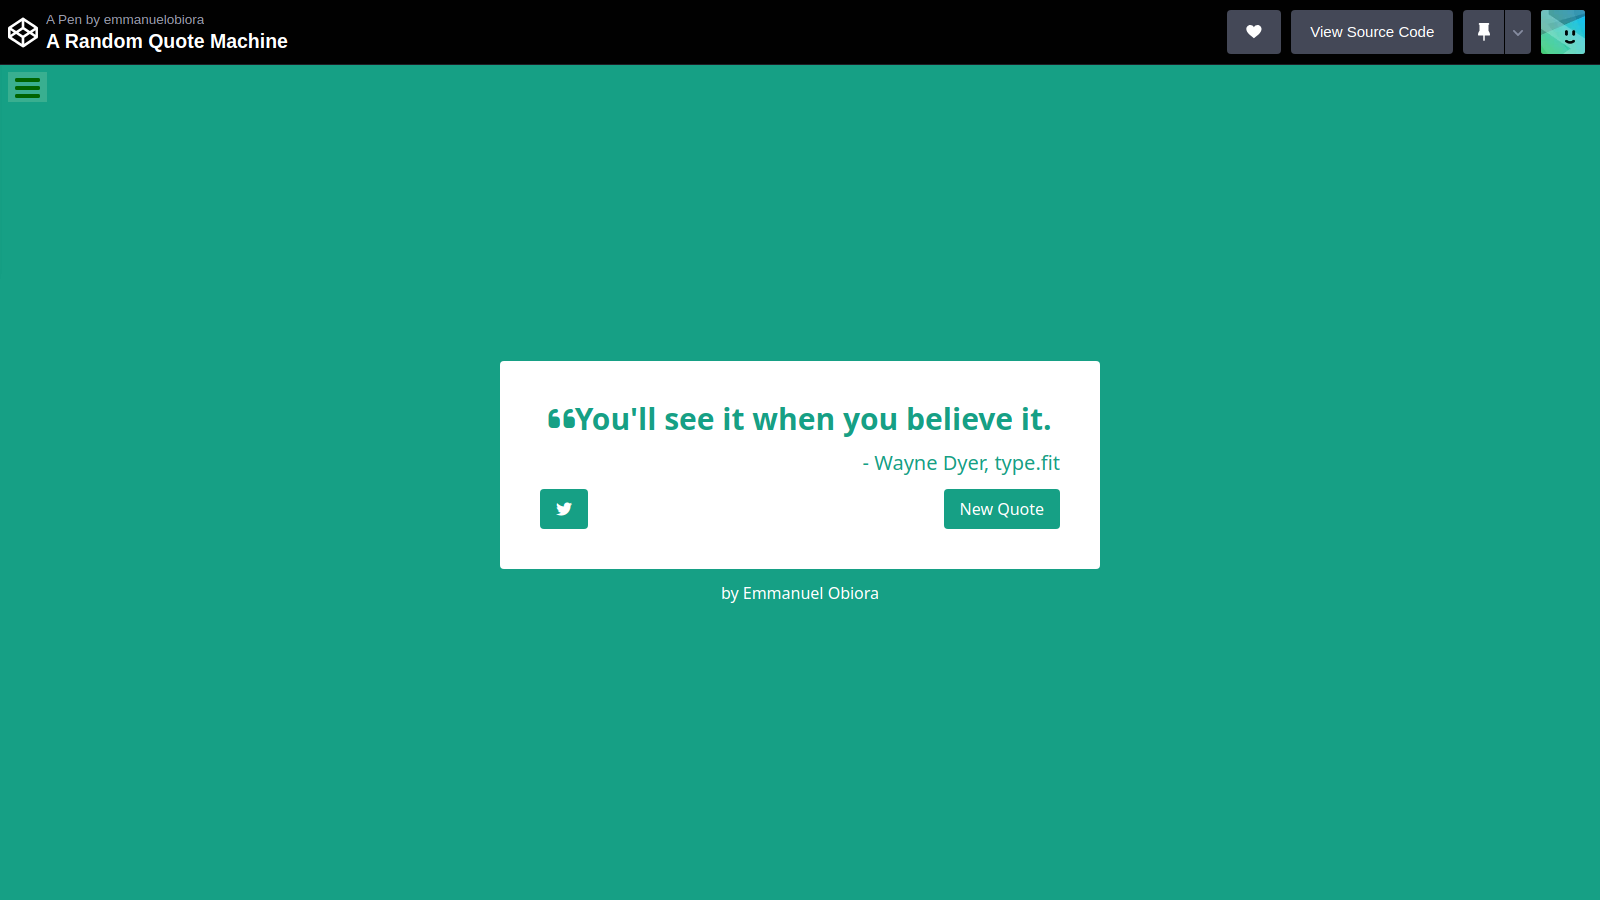 A Pen by emmanuelobiora
A Random Quote Machine
View Source Code
❝You'll see it when you believe it.
- Wayne Dyer, type.fit
New Quote
by Emmanuel Obiora